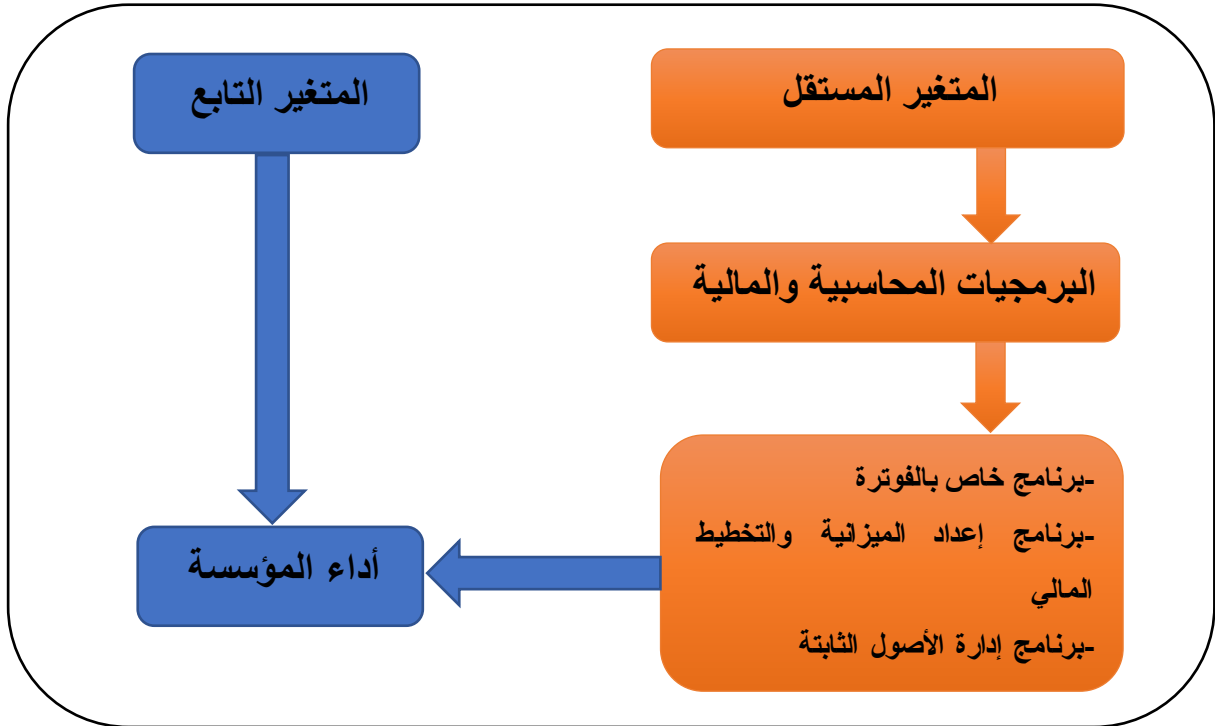 المتغير المستقل
المتغير التابع
البرمجيات المحاسبية والمالية
-برنامج خاص بالفوترة
-برنامج إعداد الميزانية والتخطيط
المالي
-برنامج إدارة الأصول الثابتة
أداء المؤسسة